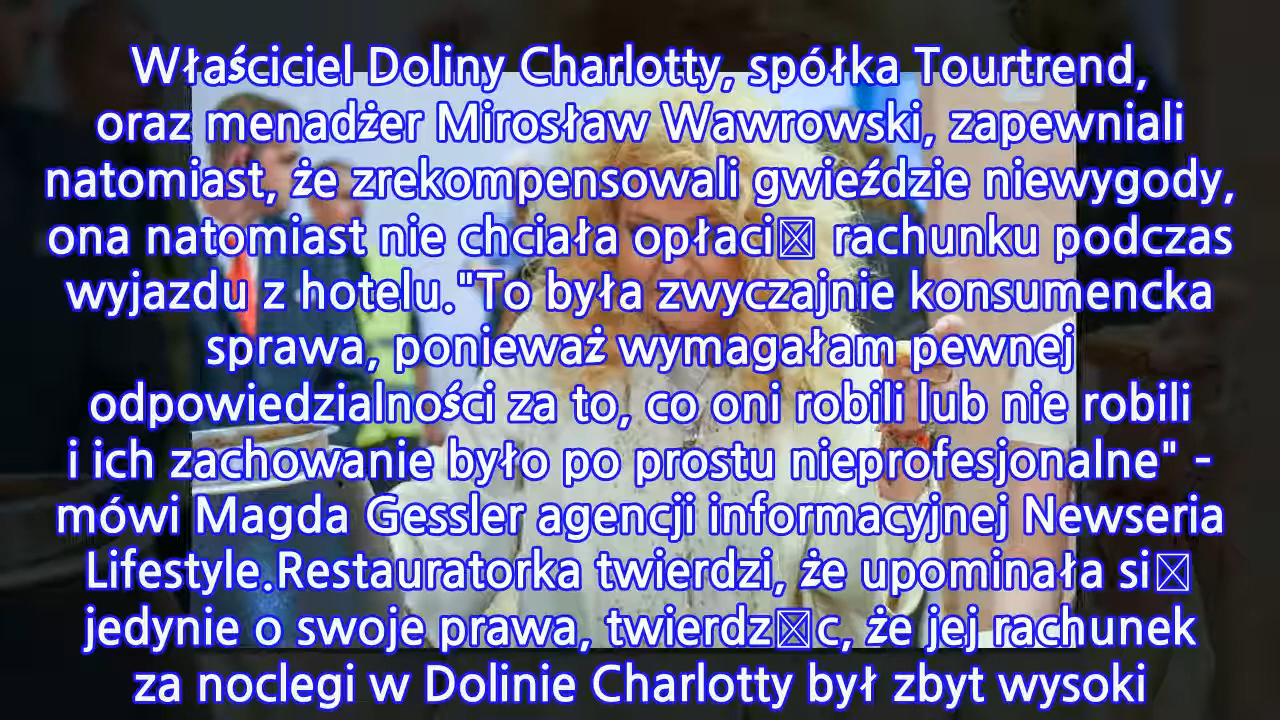 Właściciel Doliny Charlotty, spółka Tourtrend,
oraz menadżer Mirosław Wawrowski, zapewniali
natomiast, że zrekompensowali gwieździe niewygody,
ona natomiast nie chciała opłaci☒ rachunku podczas
wyjazdu z hotelu."To była zwyczajnie konsumencka
sprawa, ponieważ wymagałam pewnej
odpowiedzialności za to, co oni robili lub nie robili
i ich zachowanie było po prostu nieprofesjonalne" -
mówi Magda Gessler agencji informacyjnej Newseria
Lifestyle.Restauratorka twierdzi, że upominała si☒
jedynie o swoje prawa, twierdz☒c, że jej rachunek
za noclegi w Dolinie Charlotty był zbyt wysoki